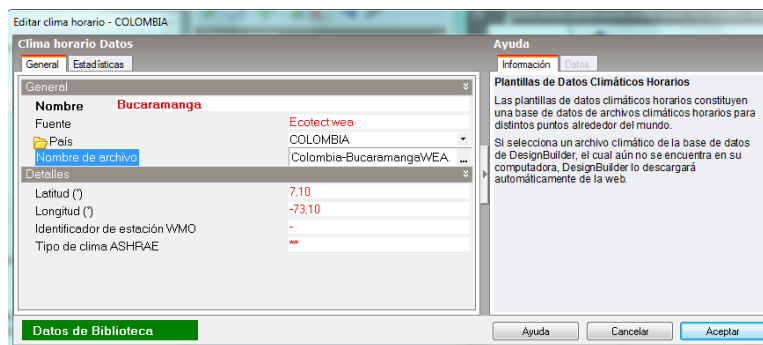 Editar clima horario - COLOMBIA
Clima horario Datos
General Estadísticas
General
Nombre Bucaramanga
Fuente Ecotect wea
País COLOMBIA
Nombre de archivo Colombia-BucaramangaWEA. ...
Detalles
Latitud (°) 7,10
Longitud (°) -73,10
Identificador de estación WMO -
Tipo de clima ASHRAE **
Datos de Biblioteca
Ayuda
Información Datos
Plantillas de Datos Climáticos Horarios
Las plantillas de datos climáticos horarios constituyen
una base de datos de archivos climáticos horarios para
distintos puntos alrededor del mundo.
Si selecciona un archivo climático de la base de datos
de DesignBuilder, el cual aún no se encuentra en su
computadora, DesignBuilder lo descargará
automáticamente de la web.
Ayuda Cancelar Aceptar